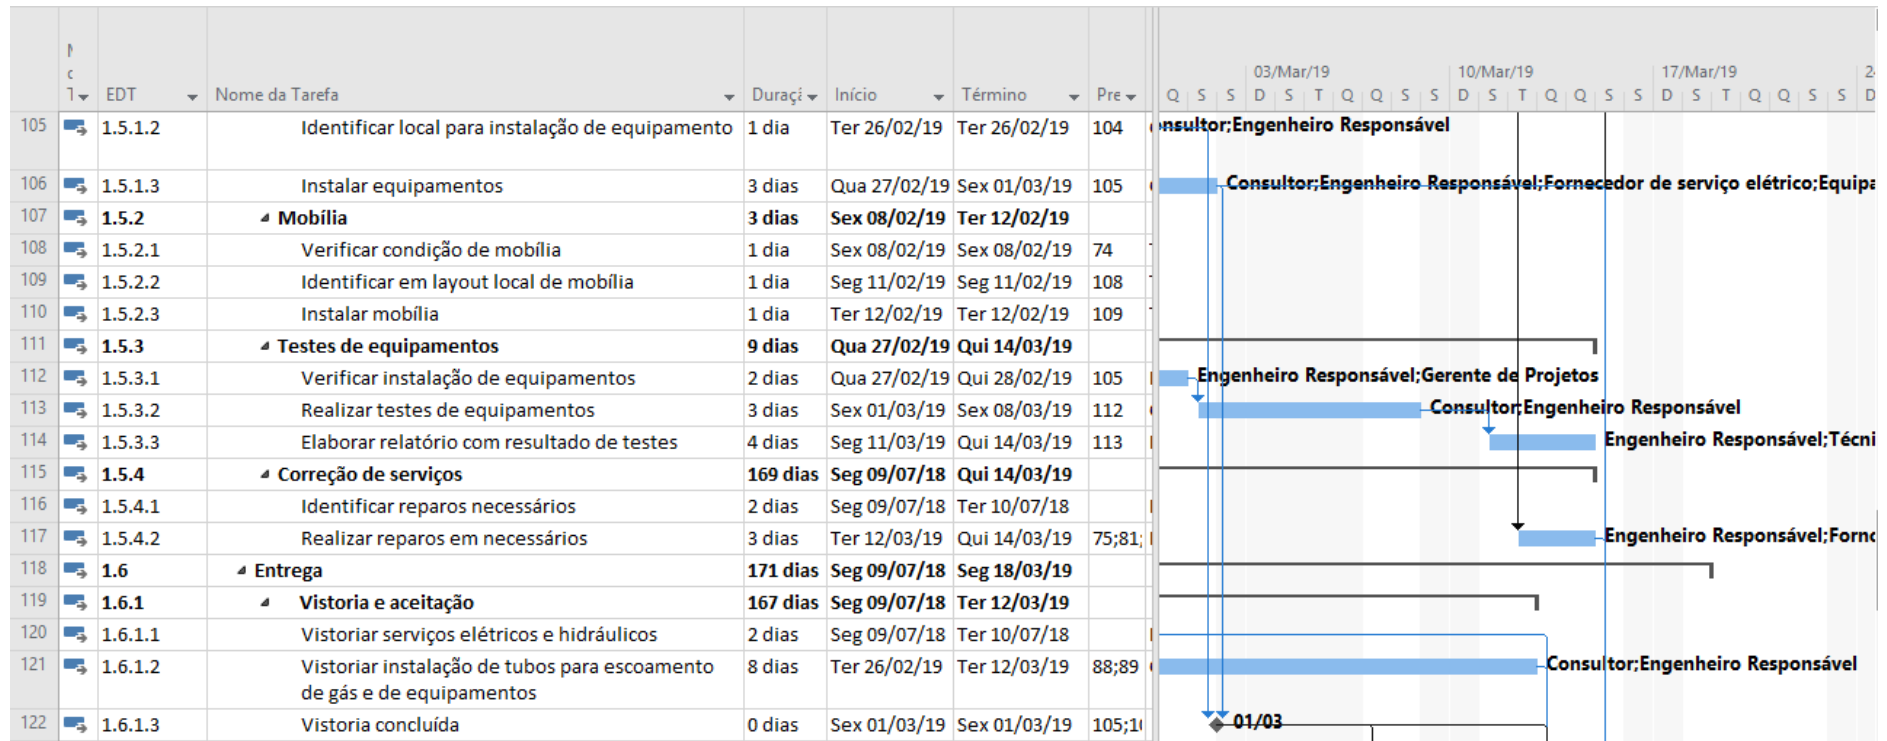 03/Mar/19 10/Mar/19 17/Mar/19
EDT Nome da Tarefa Início Término Pre Q S S D S T Q Q S S D S T Q Q S S D S T Q Q S S D
105 1.5.1.2 Identificar local para instalação de equipamento 1 dia Ter 26/02/19 Ter 26/02/19 104 Engenheiro Responsável
106 1.5.1.3 Instalar equipamentos 3 dias Qua 27/02/19 Sex 01/03/19 105 Consultor;Engenheiro Responsável;Fornecedor de serviço elétrico;Equipa
107 1.5.2 Mobília 3 dias Sex 08/02/19 Ter 12/02/19
108 1.5.2.1 Verificar condição de mobília 1 dia Sex 08/02/19 Sex 08/02/19 74
109 1.5.2.2 Identificar em layout local de mobília 1 dia Seg 11/02/19 Seg 11/02/19 108
110 1.5.2.3 Instalar mobília 1 dia Ter 12/02/19 Ter 12/02/19 109
111 1.5.3 Testes de equipamentos 9 dias Qua 27/02/19 Qui 14/03/19
112 1.5.3.1 Verificar instalação de equipamentos 2 dias Qua 27/02/19 Qui 28/02/19 105 Engenheiro Responsável;Gerente de Projetos
113 1.5.3.2 Realizar testes de equipamentos 3 dias Sex 01/03/19 Sex 08/03/19 112 Consultor;Engenheiro Responsável
114 1.5.3.3 Elaborar relatório com resultado de testes 4 dias Seg 11/03/19 Qui 14/03/19 113 Engenheiro Responsável;Técni
115 1.5.4 Correção de serviços 169 dias Seg 09/07/18 Qui 14/03/19
116 1.5.4.1 Identificar reparos necessários 2 dias Seg 09/07/18 Ter 10/07/18
117 1.5.4.2 Realizar reparos em necessários 3 dias Ter 12/03/19 Qui 14/03/19 75;81; Engenheiro Responsável;Forne
118 1.6 Entrega 171 dias Seg 09/07/18 Seg 18/03/19
119 1.6.1 Vistoria e aceitação 167 dias Seg 09/07/18 Ter 12/03/19
120 1.6.1.1 Vistoriar serviços elétricos e hidráulicos 2 dias Seg 09/07/18 Ter 10/07/18
121 1.6.1.2 Vistoriar instalação de tubos para escoamento 8 dias Ter 26/02/19 Ter 12/03/19 88;89 Consultor;Engenheiro Responsável
de gás e de equipamentos
122 1.6.1.3 Vistoria concluída 0 dias Sex 01/03/19 Sex 01/03/19 105;1 01/03